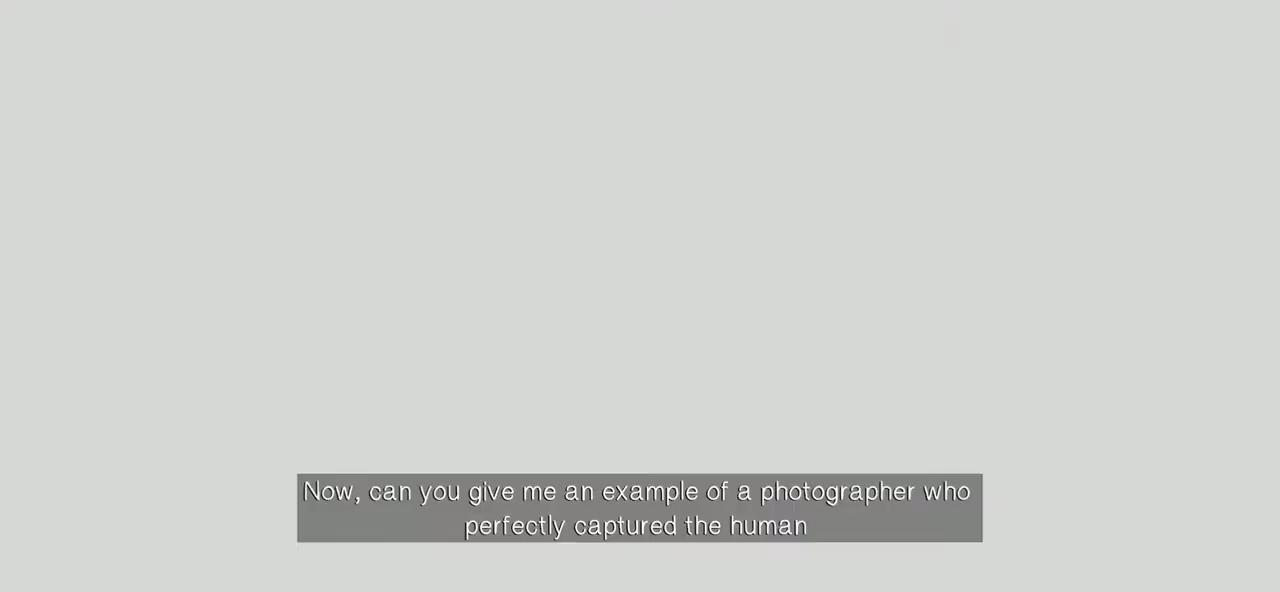 Now, can you give me an example of a photographer who
perfectly captured the human